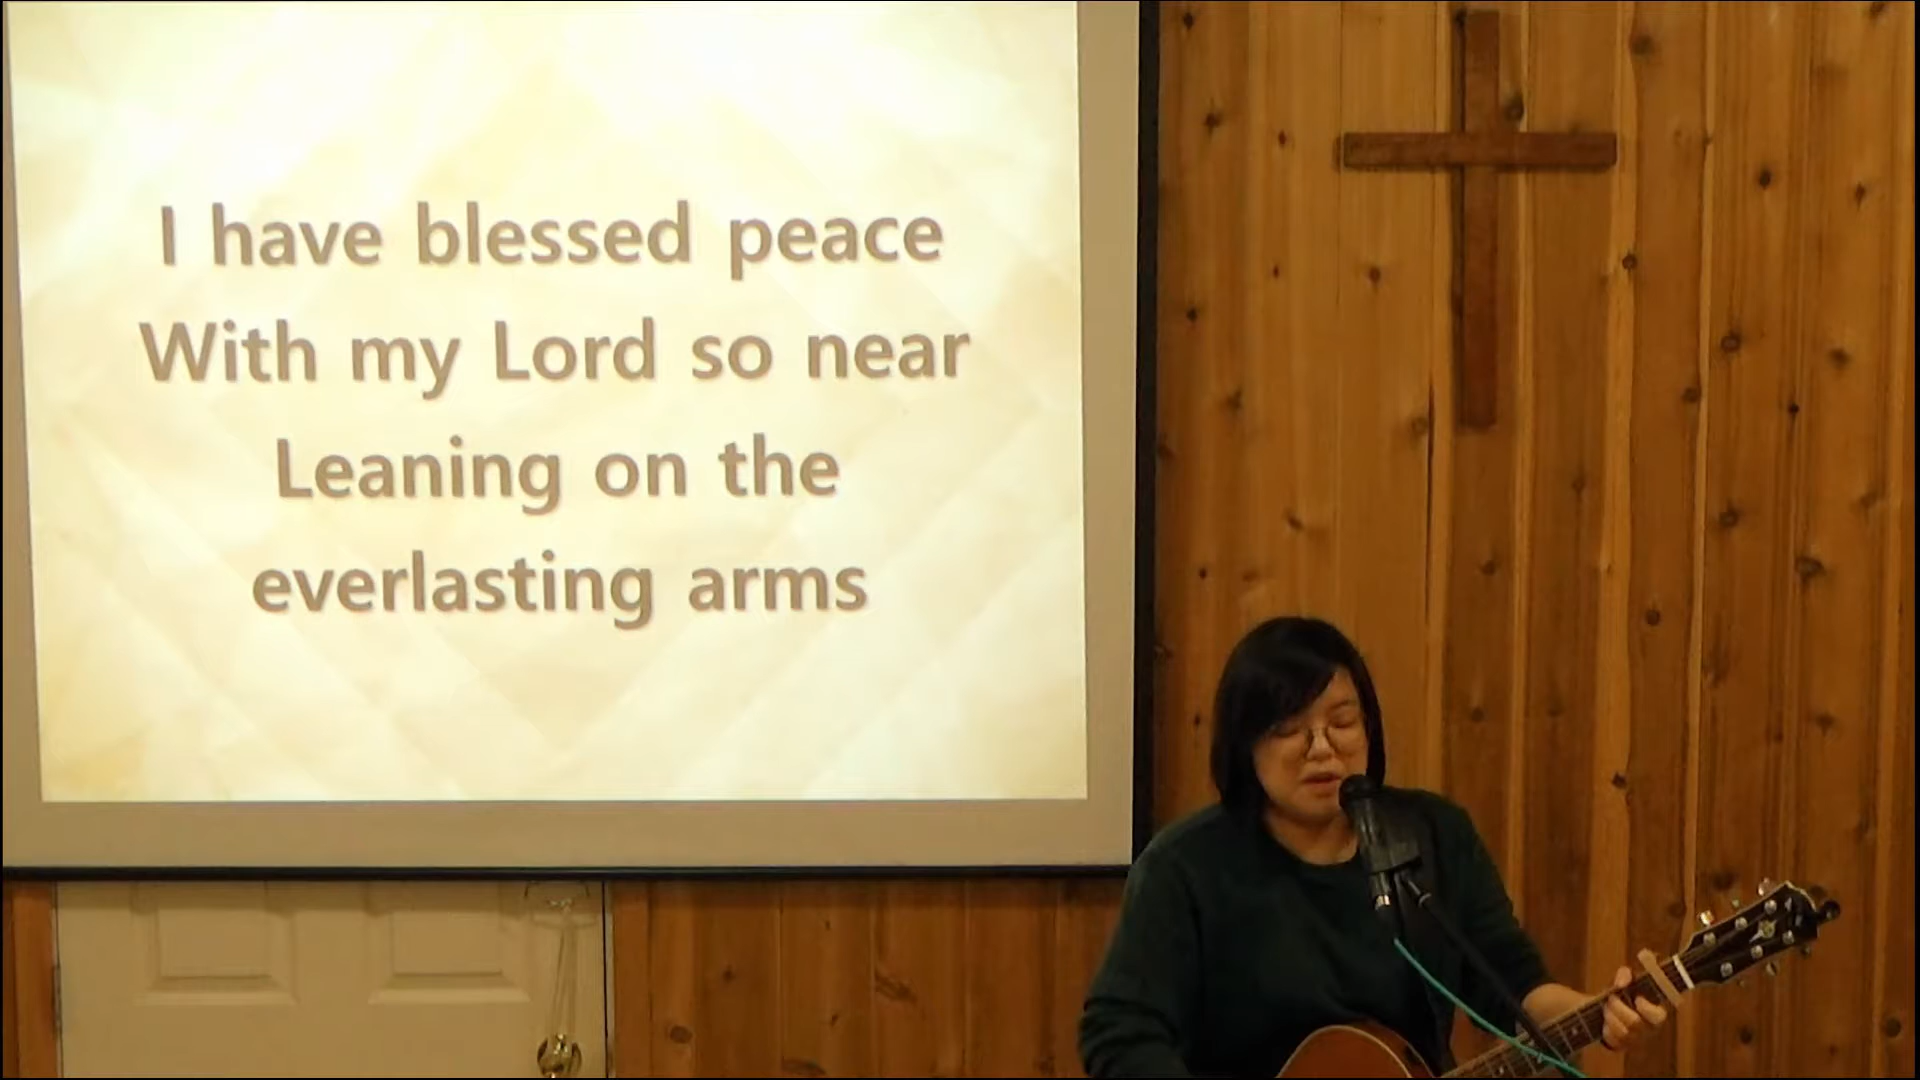 I have blessed peace
With my Lord so near
Leaning on the
everlasting arms